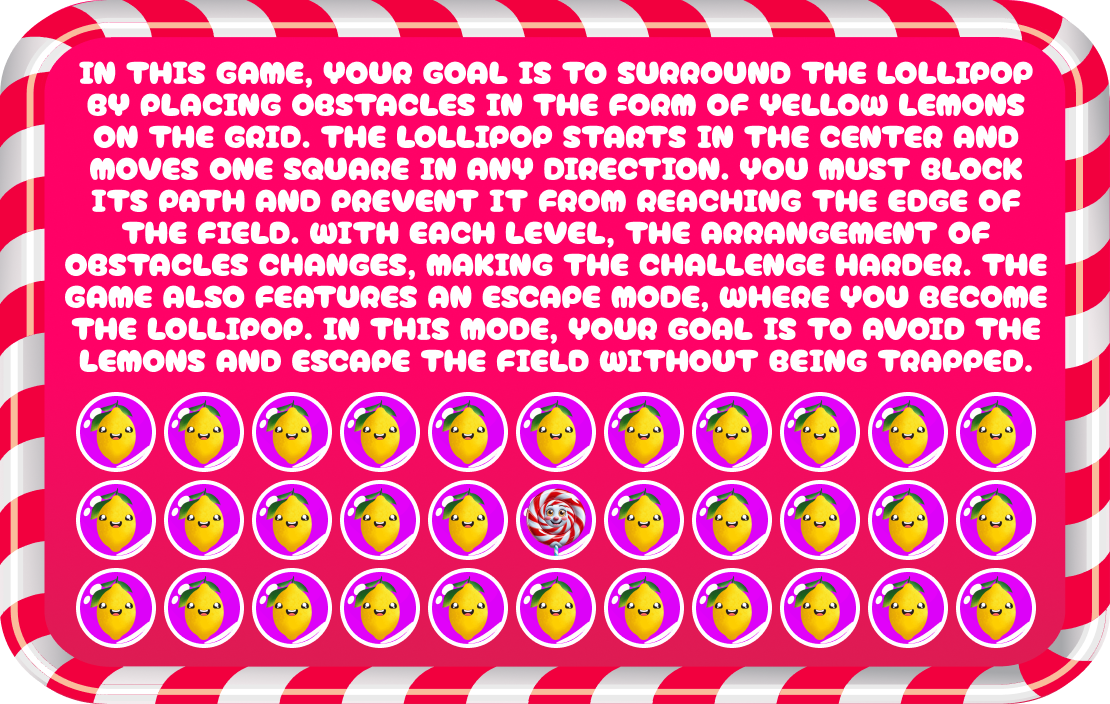 IN THIS GAME, YOUR GOAL IS TO SURROUND THE LOLLIPOP
BY PLACING OBSTACLES IN THE FORM OF YELLOW LEMONS
ON THE GRID. THE LOLLIPOP STARTS IN THE CENTER AND
MOVES ONE SQUARE IN ANY DIRECTION. YOU MUST BLOCK
ITS PATH AND PREVENT IT FROM REACHING THE EDGE OF
THE FIELD. WITH EACH LEVEL, THE ARRANGEMENT OF
OBSTACLES CHANGES, MAKING THE CHALLENGE HARDER. THE
GAME ALSO FEATURES AN ESCAPE MODE, WHERE YOU BECOME
THE LOLLIPOP. IN THIS MODE, YOUR GOAL IS TO AVOID THE
LEMONS AND ESCAPE THE FIELD WITHOUT BEING TRAPPED.